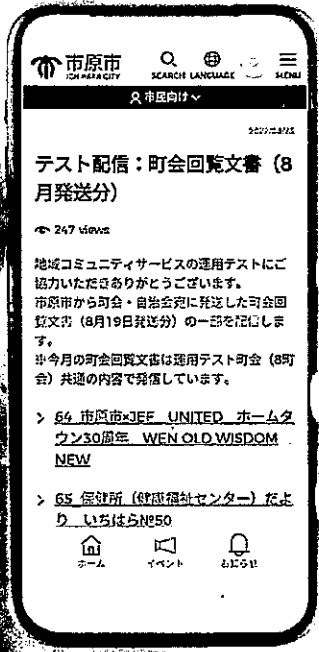 市原市
ICHIHARA CITY
SEARCH
LANGUAGE
MENU
市民向け
テスト配信：町会回覧文書（8
月発送分）
247 views
地域コミュニティサービスの運用テストにご
協力いただきありがとうございます。
市原市から町会・自治会宛に発送した町会回
覧文書（8月19日発送分）の一部を配信しま
す。
※今月の町会回覧文書は運用テスト町会（8町
会）共通の内容で発信しています。
> 64 市原市×JEF UNITED ホームタ
ウン30周年 WEN OLD WISDOM
NEW
> 65 保健所（健康福祉センター）だよ
り いちはら№50
ホーム
イベント
お知らせ